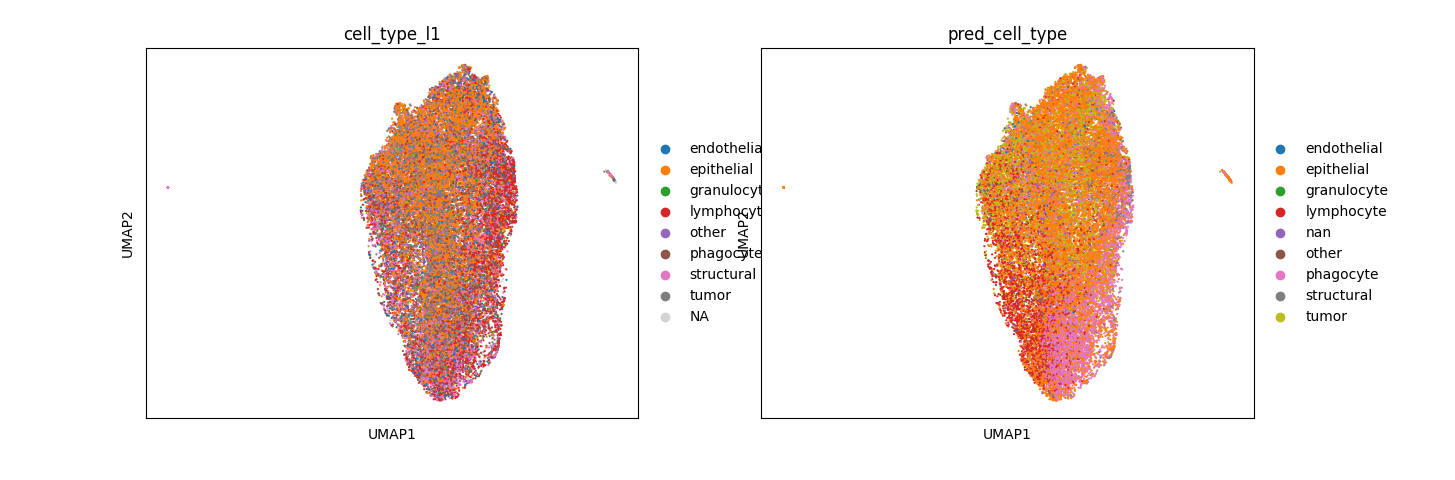 cell_type_l1
UMAP2
UMAP1
endothelia
epithelial
granulocyt
lymphocyt
other
phagocyte
structural
tumor
NA
pred_cell_type
UMAP2
UMAP1
endothelial
epithelial
granulocyte
lymphocyte
nan
other
phagocyte
structural
tumor